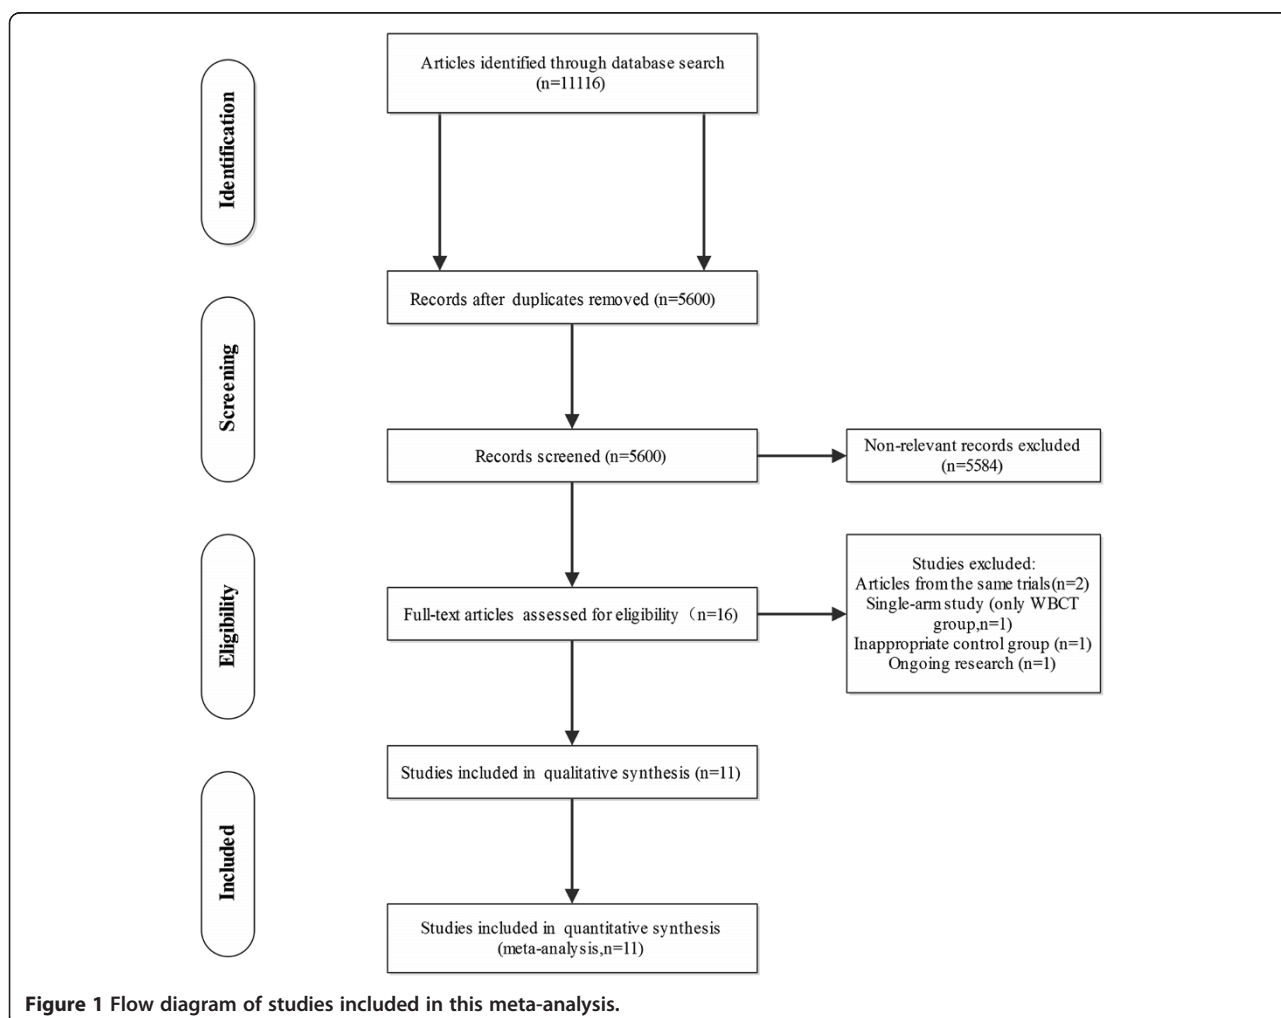 Identification
Articles identified through database search
(n=11116)
Records after duplicates removed (n=5600)
Screening
Records screened (n=5600)
Non-relevant records excluded
(n=5584)
Eligibility
Full-text articles assessed for eligibility（n=16)
Studies excluded:
Articles from the same trials(n=2)
Single-arm study (only WBCT
group,n=1)
Inappropriate control group (n=1)
Ongoing research (n=1)
Studies included in qualitative synthesis (n=11)
Included
Studies included in quantitative synthesis
(meta-analysis,n=11)
Figure 1 Flow diagram of studies included in this meta-analysis.